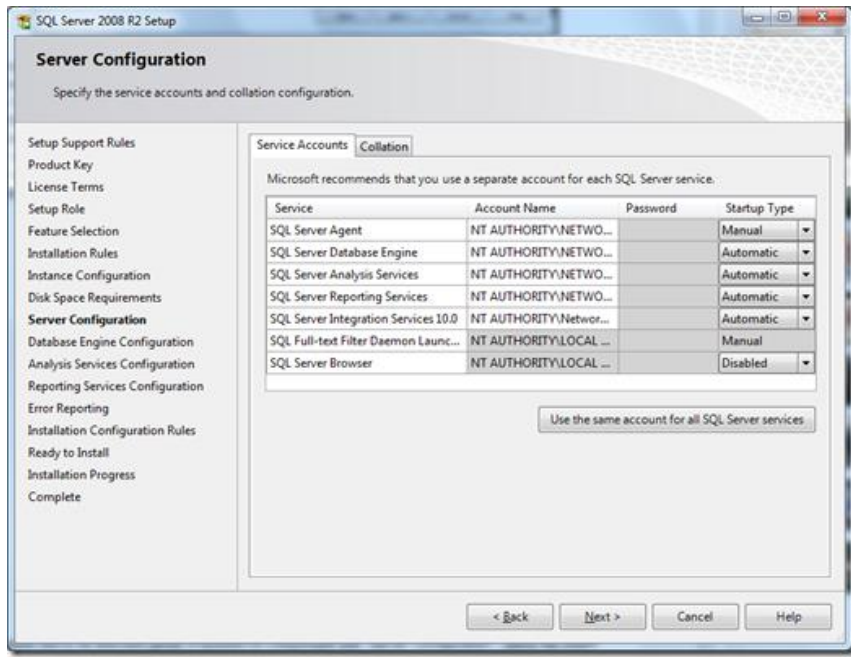 SQL Server 2008 R2 Setup
Server Configuration
Specify the service accounts and collation configuration.
Setup Support Rules
Product Key
License Terms
Setup Role
Feature Selection
Installation Rules
Instance Configuration
Disk Space Requirements
Server Configuration
Database Engine Configuration
Analysis Services Configuration
Reporting Services Configuration
Error Reporting
Installation Configuration Rules
Ready to Install
Installation Progress
Complete
Service Accounts Collation
Microsoft recommends that you use a separate account for each SQL Server service.
Service Account Name Password Startup Type
SQL Server Agent NT AUTHORITY\NETWO... Manual
SQL Server Database Engine NT AUTHORITY\NETWO... Automatic
SQL Server Analysis Services NT AUTHORITY\NETWO... Automatic
SQL Server Reporting Services NT AUTHORITY\NETWO... Automatic
SQL Server Integration Services 10.0 NT AUTHORITY\Networ... Automatic
SQL Full-text Filter Daemon Launc... NT AUTHORITY\LOCAL ... Manual
SQL Server Browser NT AUTHORITY\LOCAL ... Disabled
Use the same account for all SQL Server services
< Back Next > Cancel Help